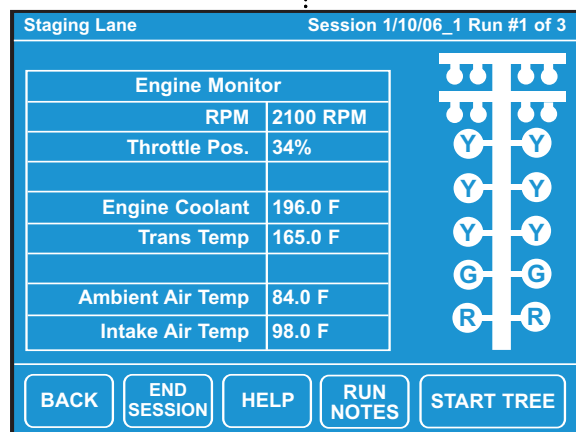 Staging Lane Session 1/10/06_1 Run #1 of 3
Engine Monitor
RPM 2100 RPM
Throttle Pos. 34%
Engine Coolant 196.0 F
Trans Temp 165.0 F
Ambient Air Temp 84.0 F
Intake Air Temp 98.0 F
Y Y
Y Y
Y Y
G G
R R
BACK
END
SESSION
HELP
RUN
NOTES
START TREE